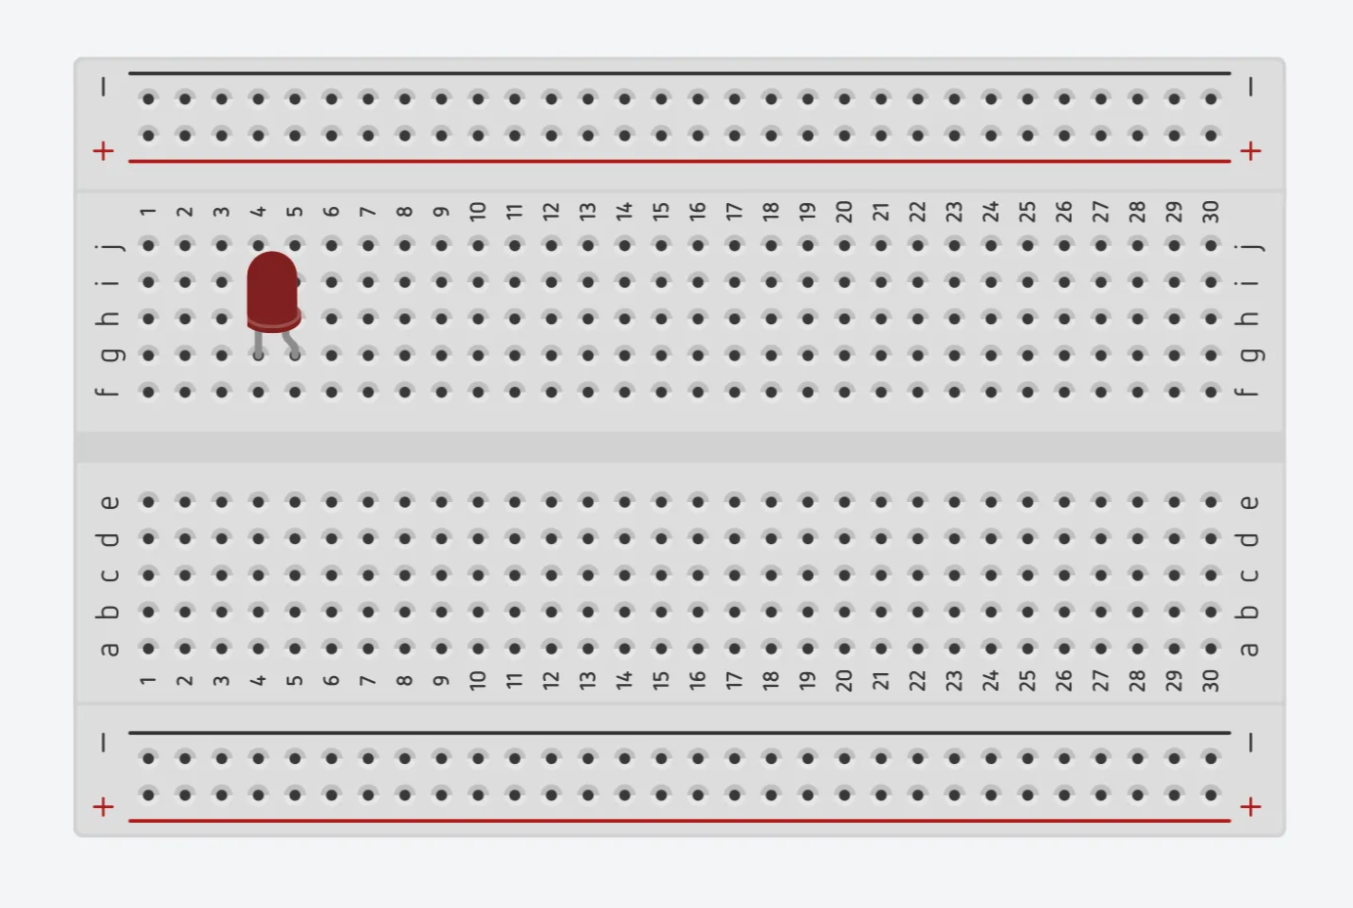 − −
+ +
1 2 3 4 5 6 7 8 9 10 11 12 13 14 15 16 17 18 19 20 21 22 23 24 25 26 27 28 29 30
j j
i i
h h
g g
f f
e e
d d
c c
b b
a a
1 2 3 4 5 6 7 8 9 10 11 12 13 14 15 16 17 18 19 20 21 22 23 24 25 26 27 28 29 30
− −
+ +